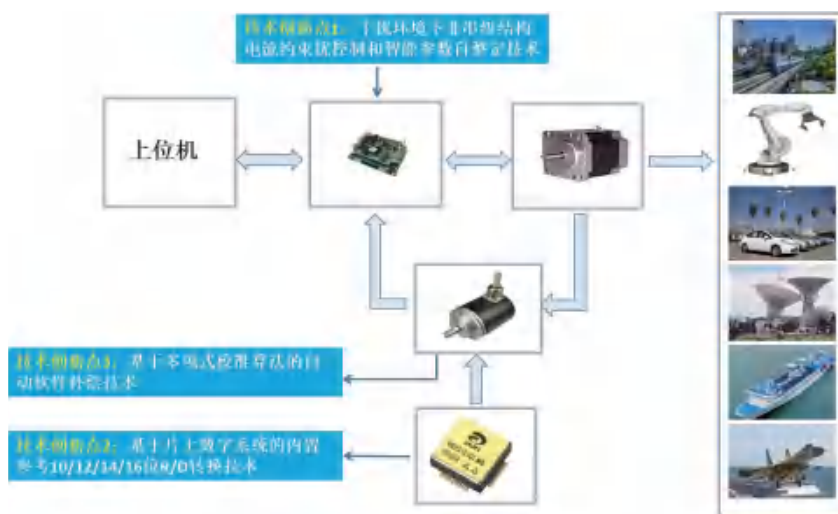 技术创新点1：干扰环境下非串级结构
电流约束抗扰控制和智能参数自整定技术
上位机
技术创新点3：基于多项式校准算法的自
动软件补偿技术
技术创新点2：基于片上数字系统的内置
参考10/12/14/16位R/D转换技术